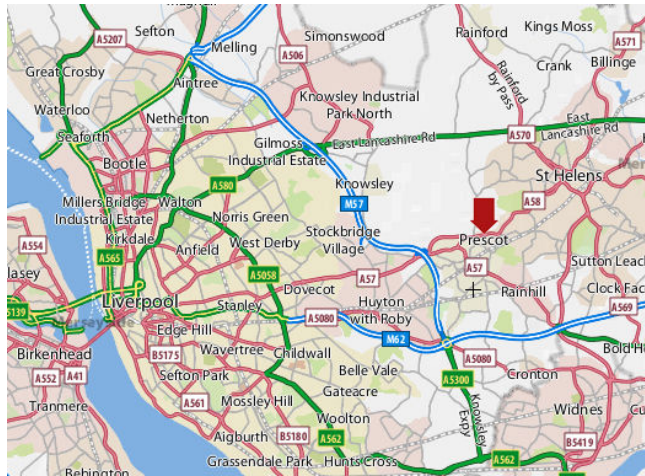 Sefton
A5207
Melling
Simonswood
Rainford
Kings Moss
A506
A571
Great Crosby
Crank
Billinge
Aintree
Rainford
by Pass
Waterloo
Netherton
Knowsley Industrial
Park North
Seaforth
East
Lancashire Rd
East Lancashire Rd
A570
Gilmoss
Industrial Estate
Bootle
St Helens
Knowsley
A580
Millers Bridge
Industrial Estate
Walton
M57
A58
Norris Green
Kirkdale
Stockbridge
Village
A554
Anfield
West Derby
Prescot
A565
A5058
A57
A57
Sutton Leach
Dovecot
Rainhill
Clock Fac
Liverpool
Stanley
Huyton
with Roby
A569
5139
A5080
Edge Hill
M62
Birkenhead
B5175
Wavertree
Childwall
A5080
Bold H
A552
A41
Sefton Park
Belle Vale
A5300
Cronton
Gateacre
Tranmere
A561
Mossley Hill
Knowsley
Expy
Widnes
Woolton
Aigburth
B5180
A562
B5419
Grassendale Park
Hunts Cross
A562
Bebington